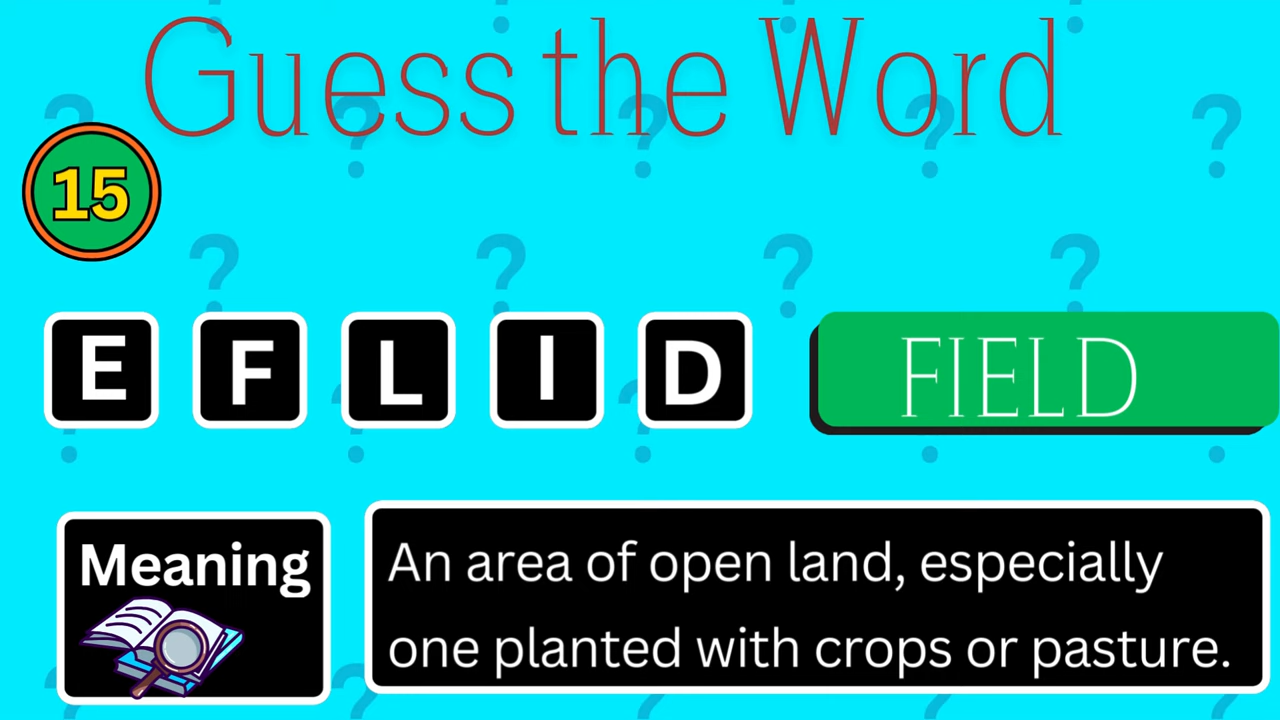 Guess the Word
15
E F L I D
FIELD
Meaning
An area of open land, especially
one planted with crops or pasture.